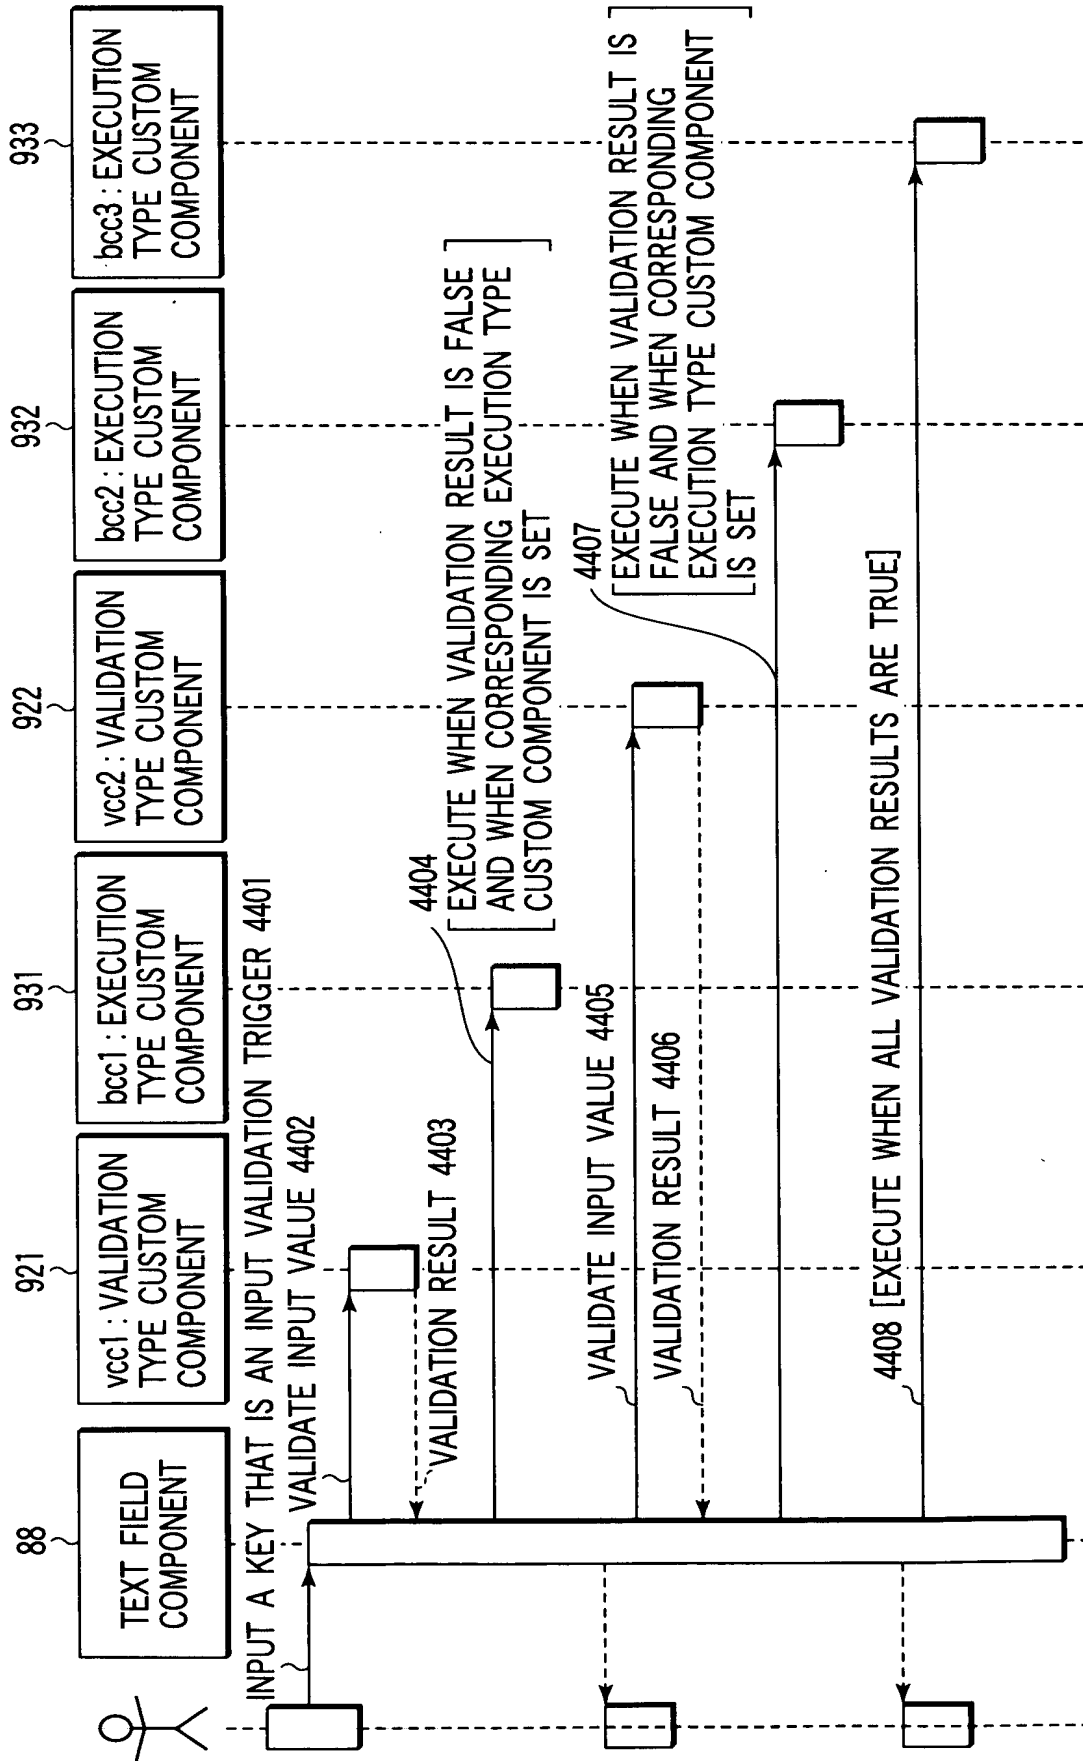 88
TEXT FIELD
COMPONENT
921
vcc1 : VALIDATION
TYPE CUSTOM
COMPONENT
931
bcc1 : EXECUTION
TYPE CUSTOM
COMPONENT
922
vcc2 : VALIDATION
TYPE CUSTOM
COMPONENT
932
bcc2 : EXECUTION
TYPE CUSTOM
COMPONENT
933
bcc3 : EXECUTION
TYPE CUSTOM
COMPONENT
INPUT A KEY THAT IS AN INPUT VALIDATION TRIGGER 4401
VALIDATE INPUT VALUE 4402
VALIDATION RESULT 4403
4404
EXECUTE WHEN VALIDATION RESULT IS FALSE
AND WHEN CORRESPONDING EXECUTION TYPE
CUSTOM COMPONENT IS SET
VALIDATE INPUT VALUE 4405
VALIDATION RESULT 4406
4407
EXECUTE WHEN VALIDATION RESULT IS
FALSE AND WHEN CORRESPONDING
EXECUTION TYPE CUSTOM COMPONENT
IS SET
4408 [EXECUTE WHEN ALL VALIDATION RESULTS ARE TRUE]